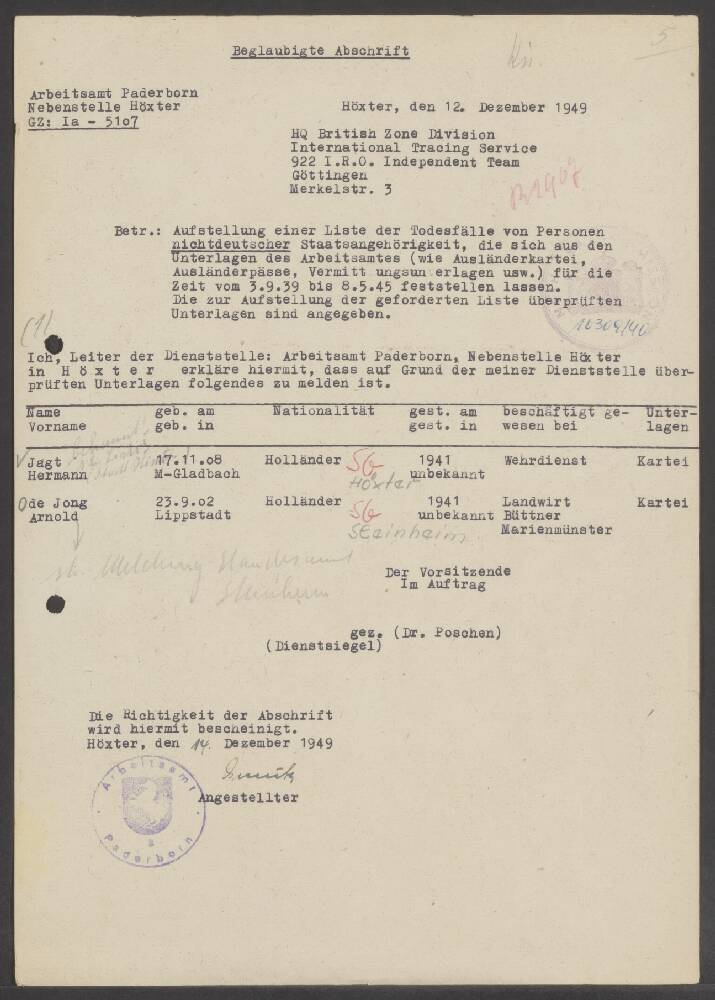 Beglaubigte Abschrift
5
Arbeitsamt Paderborn
Nebenstelle Höxter
GZ: Ia - 51o7
Höxter, den 12. Dezember 1949
HQ British Zone Division
International Tracing Service
922 I.R.O. Independent Team
Göttingen
Merkelstr. 3
Betr.: Aufstellung einer Liste der Todesfälle von Personen
nichtdeutscher Staatsangehörigkeit, die sich aus den
Unterlagen des Arbeitsamtes (wie Ausländerkartei,
Ausländerpässe, Vermitt ungsun erlagen usw.) für die
Zeit vom 3.9.39 bis 8.5.45 feststellen lassen.
Die zur Aufstellung der geforderten Liste überprüften
Unterlagen sind angegeben.
(1)
Ich, Leiter der Dienststelle: Arbeitsamt Paderborn, Nebenstelle Höxter
in H ö x t e r erkläre hiermit, dass auf Grund der meiner Dienststelle über-
prüften Unterlagen folgendes zu melden ist.
Name geb. am Nationalität gest. am beschäftigt ge- Unter-
Vorname geb. in gest. in wesen bei lagen
Jagt 17.11.o8 Holländer 1941 Wehrdienst Kartei
Hermann M-Gladbach Höxter unbekannt
de Jong 23.9.o2 Holländer 1941 Landwirt Kartei
Arnold Lippstadt unbekannt Büttner
Steinheim Marienmünster
Meldung Standesamt
Steinheim
Der Vorsitzende
Im Auftrag
gez. (Dr. Poschen)
(Dienstsiegel)
Die Richtigkeit der Abschrift
wird hiermit bescheinigt.
Höxter, den 14. Dezember 1949
Angestellter
Arbeitsamt
Paderborn